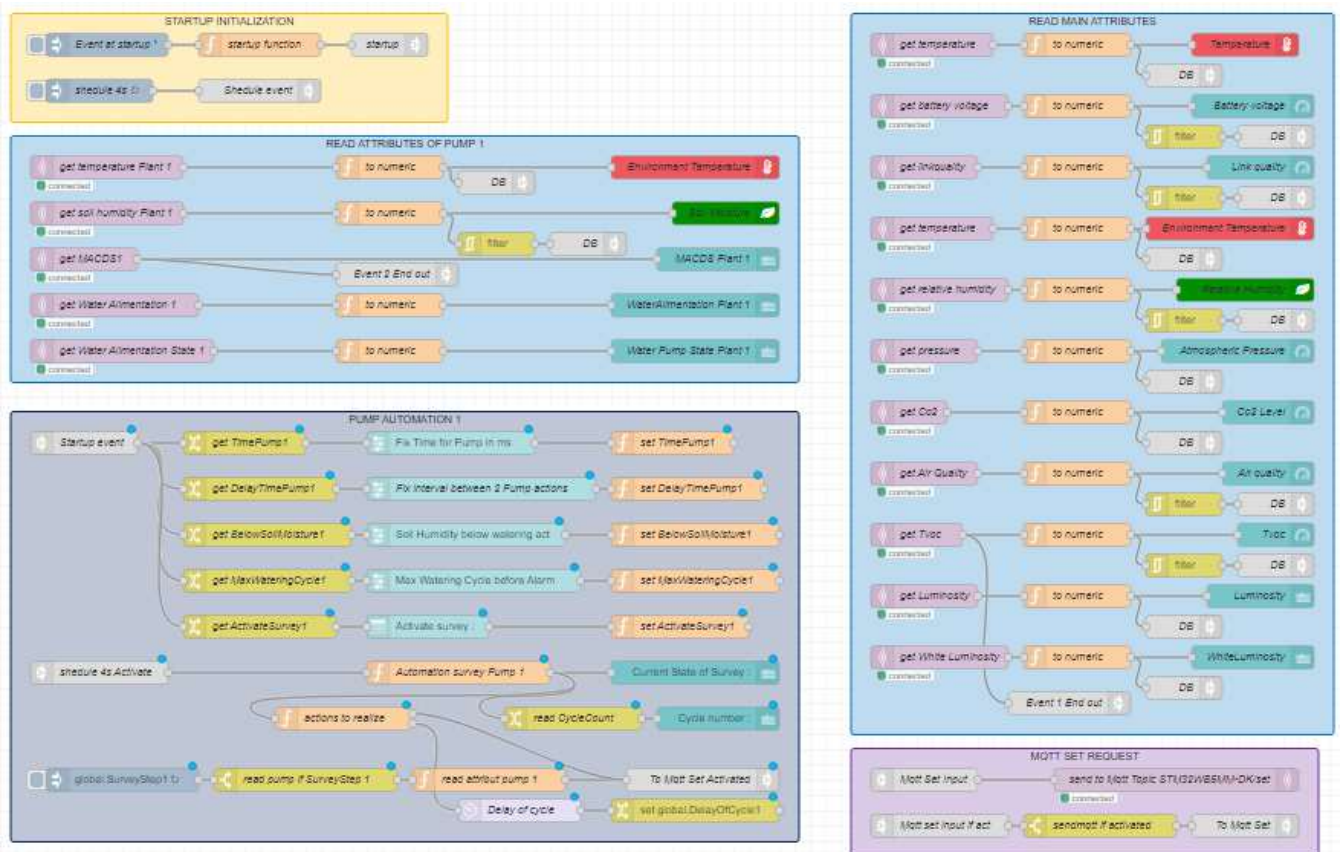 STARTUP INITIALIZATION
Event at startup ¹
startup function
startup
shedule 4s ↻
Shedule event
READ ATTRIBUTES OF PUMP 1
get temperature Plant 1
to numeric
DB
Environment Temperature
connected
get soil humidity Plant 1
to numeric
filter
DB
Soil Moisture
connected
get MACDS1
Event 2 End out
MACDS Plant 1
connected
get Water Alimentation 1
to numeric
WaterAlimentation Plant 1
connected
get Water Alimentation State 1
to numeric
Water Pump State Plant 1
connected
PUMP AUTOMATION 1
Startup event
get TimePump1
Fix Time for Pump in ms
set TimePump1
get DelayTimePump1
Fix interval between 2 Pump actions
set DelayTimePump1
get BelowSoilMoisture1
Soil Humidity below watering act
set BelowSoilMoisture1
get MaxWateringCycle1
Max Watering Cycle before Alarm
set MaxWateringCycle1
get ActivateSurvey1
Activate survey :
set ActivateSurvey1
shedule 4s Activate
Automation survey Pump 1
Current State of Survey :
actions to realize
read CycleCount
Cycle number :
global.SurveyStep1 ↻
read pump if SurveyStep 1
read attribut pump 1
To Mqtt Set Activated
Delay of cycle
set global.DelayOfCycle1
READ MAIN ATTRIBUTES
get temperature
to numeric
Temperature
connected
DB
get battery voltage
to numeric
Battery voltage
connected
filter
DB
get linkquality
to numeric
Link quality
connected
filter
DB
get temperature
to numeric
Environment Temperature
connected
DB
get relative humidity
to numeric
Relative Humidity
connected
filter
DB
get pressure
to numeric
Atmospheric Pressure
connected
DB
get Co2
to numeric
Co2 Level
connected
DB
get Air Quality
to numeric
Air quality
connected
filter
DB
get Tvoc
to numeric
Tvoc
connected
filter
DB
get Luminosity
to numeric
Luminosity
connected
DB
get White Luminosity
to numeric
WhiteLuminosity
connected
DB
Event 1 End out
MQTT SET REQUEST
Mqtt Set Input
send to Mqtt Topic STM32WB5MM-DK/set
connected
Mqtt set Input if act
sendmqtt if activated
To Mqtt Set